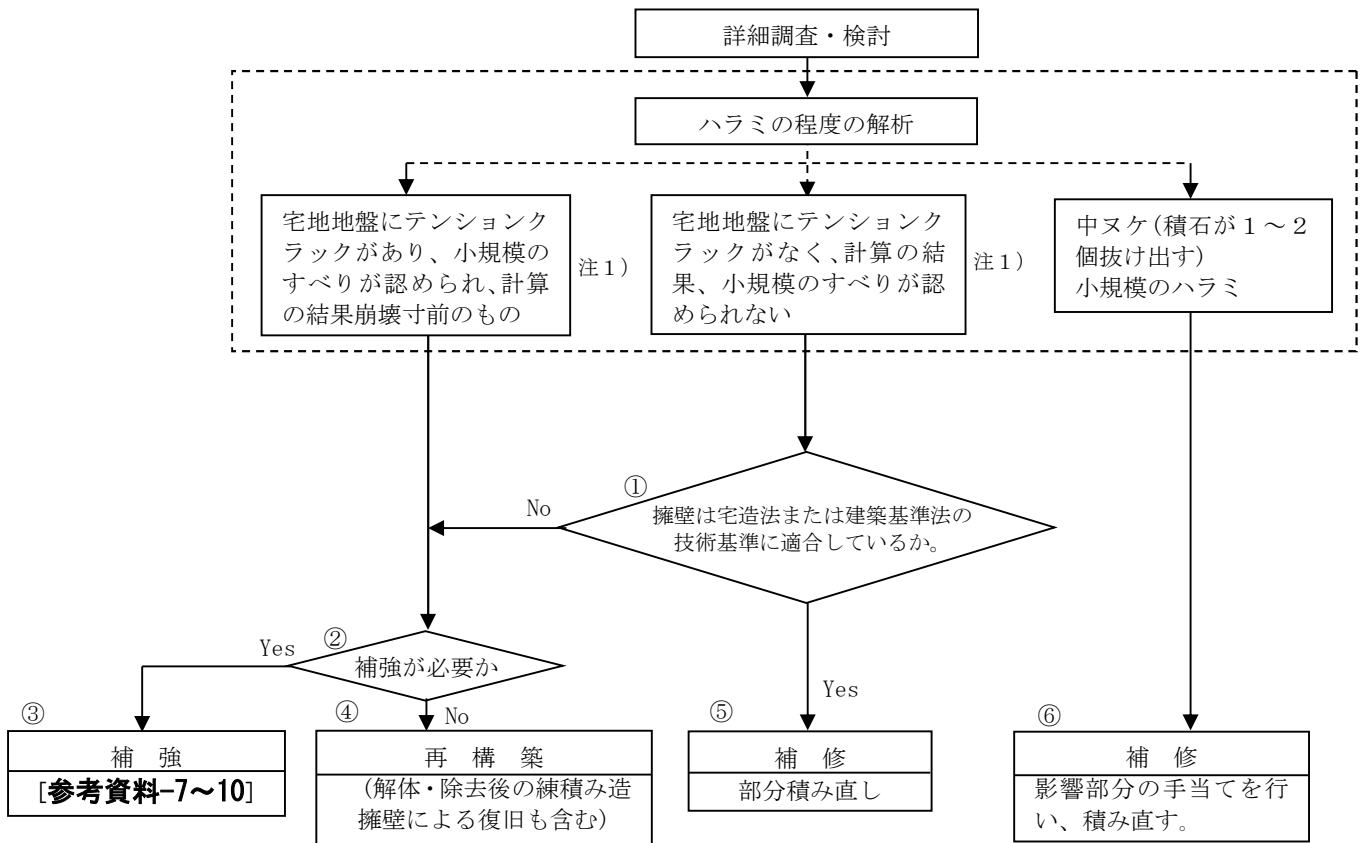 詳細調査・検討
ハラミの程度の解析
宅地地盤にテンションク
ラックがあり、小規模の
すべりが認められ、計算
の結果崩壊寸前のもの
注１）
宅地地盤にテンションク
ラックがなく、計算の結
果、小規模のすべりが認
められない
注１）
中ヌケ(積石が１～２
個抜け出す)
小規模のハラミ
①
No
擁壁は宅造法または建築基準法の
技術基準に適合しているか。
Yes
②
補強が必要か
Yes
No
③
補　強
[参考資料-7～10]
④
再　構　築
(解体・除去後の練積み造
擁壁による復旧も含む)
⑤
補　修
部分積み直し
⑥
補　修
影響部分の手当てを行
い、積み直す。